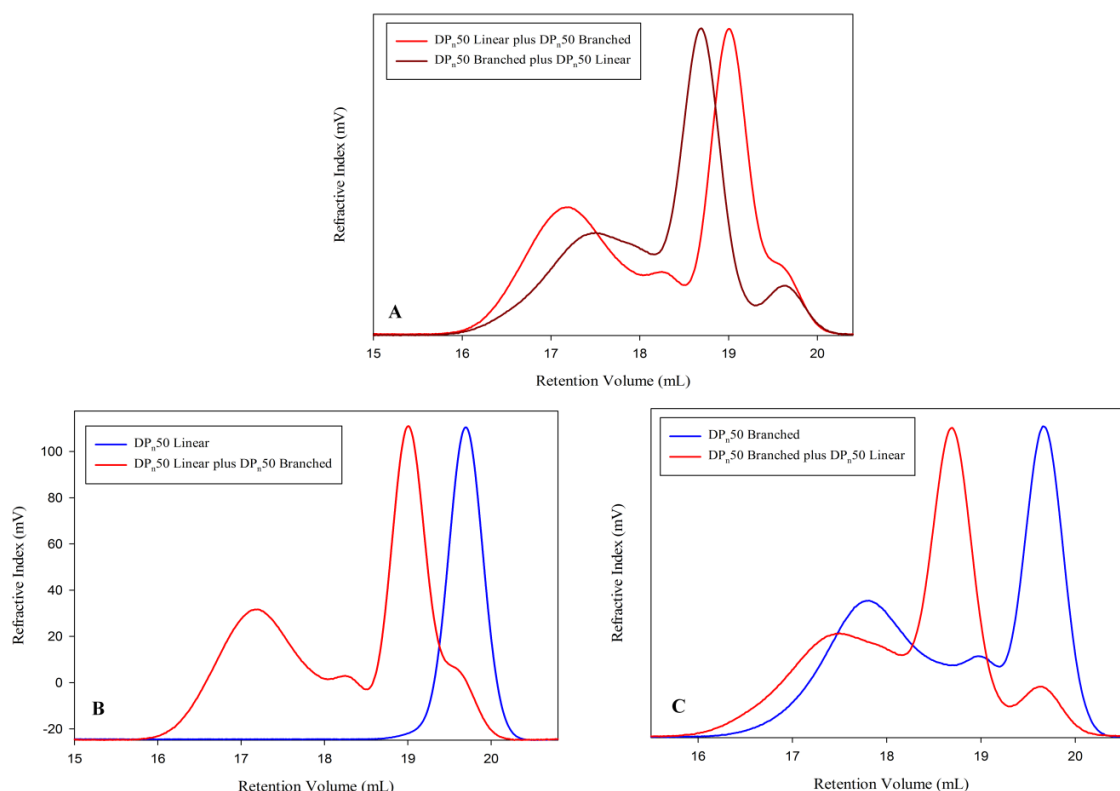 DPn50 Linear plus DPn50 Branched
DPn50 Branched plus DPn50 Linear
Refractive Index (mV)
A
15 16 17 18 19 20
Retention Volume (mL)
DPn50 Linear
DPn50 Linear plus DPn50 Branched
Refractive Index (mV)
100
80
60
40
20
0
-20
B
15 16 17 18 19 20
Retention Volume (mL)
DPn50 Branched
DPn50 Branched plus DPn50 Linear
Refractive Index (mV)
C
16 17 18 19 20
Retention Volume (mL)